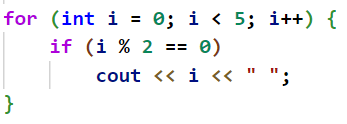 for (int i = 0; i < 5; i++) {
    if (i % 2 == 0)
        cout << i << " ";
}